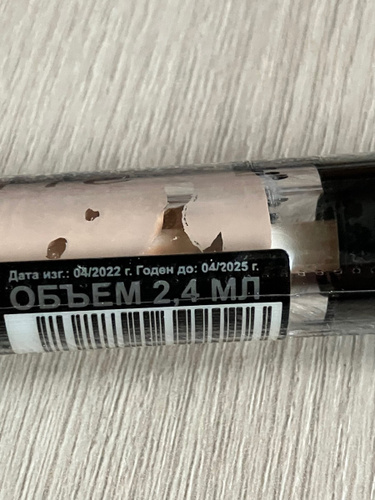 Дата изг.: 04/2022 г. Годен до: 04/2025 г.
ОБЪЕМ 2,4 МЛ